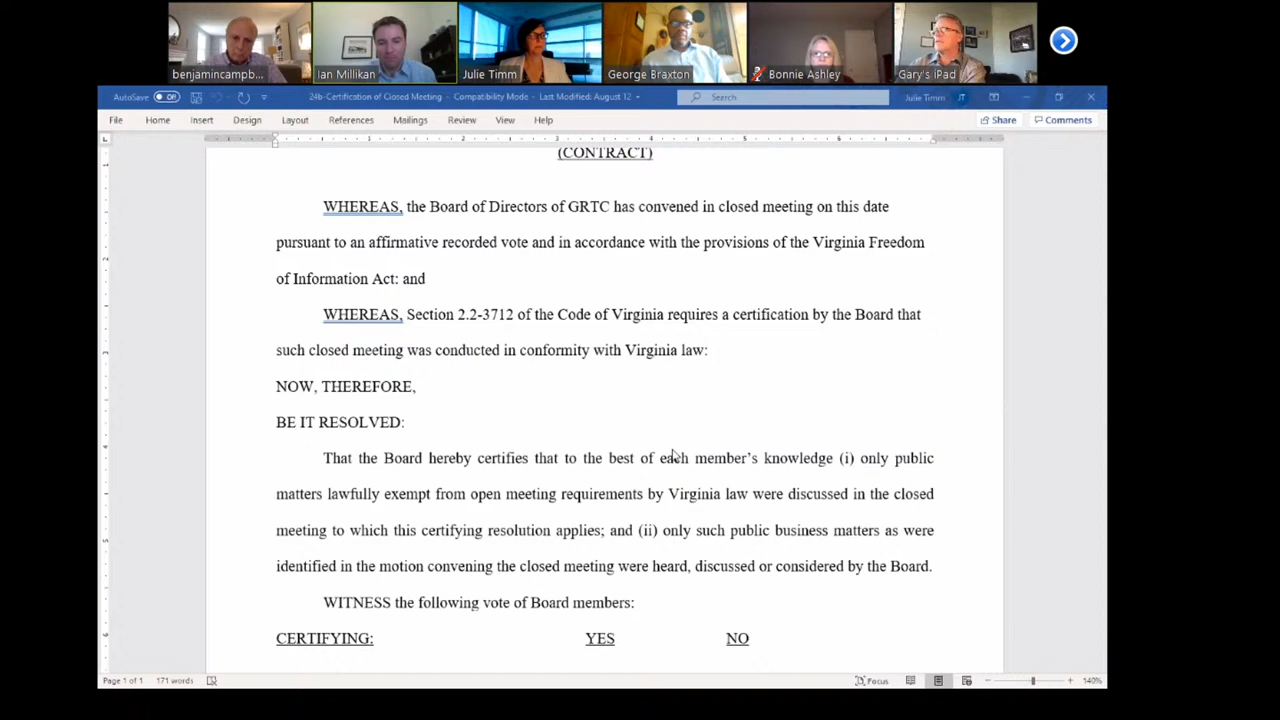 benjamincampb...
Ian Millikan
Julie Timm
George Braxton
Bonnie Ashley
Gary's iPad
AutoSave Off
24b-Certification of Closed Meeting - Compatibility Mode - Last Modified: August 12
Search
Julie Timm JT
File Home Insert Design Layout References Mailings Review View Help Share Comments
1 2 3 4 5 6
(CONTRACT)
WHEREAS, the Board of Directors of GRTC has convened in closed meeting on this date
pursuant to an affirmative recorded vote and in accordance with the provisions of the Virginia Freedom
of Information Act: and
WHEREAS, Section 2.2-3712 of the Code of Virginia requires a certification by the Board that
such closed meeting was conducted in conformity with Virginia law:
NOW, THEREFORE,
BE IT RESOLVED:
That the Board hereby certifies that to the best of each member's knowledge (i) only public
matters lawfully exempt from open meeting requirements by Virginia law were discussed in the closed
meeting to which this certifying resolution applies; and (ii) only such public business matters as were
identified in the motion convening the closed meeting were heard, discussed or considered by the Board.
WITNESS the following vote of Board members:
CERTIFYING: YES NO
Page 1 of 1 171 words Focus 140%